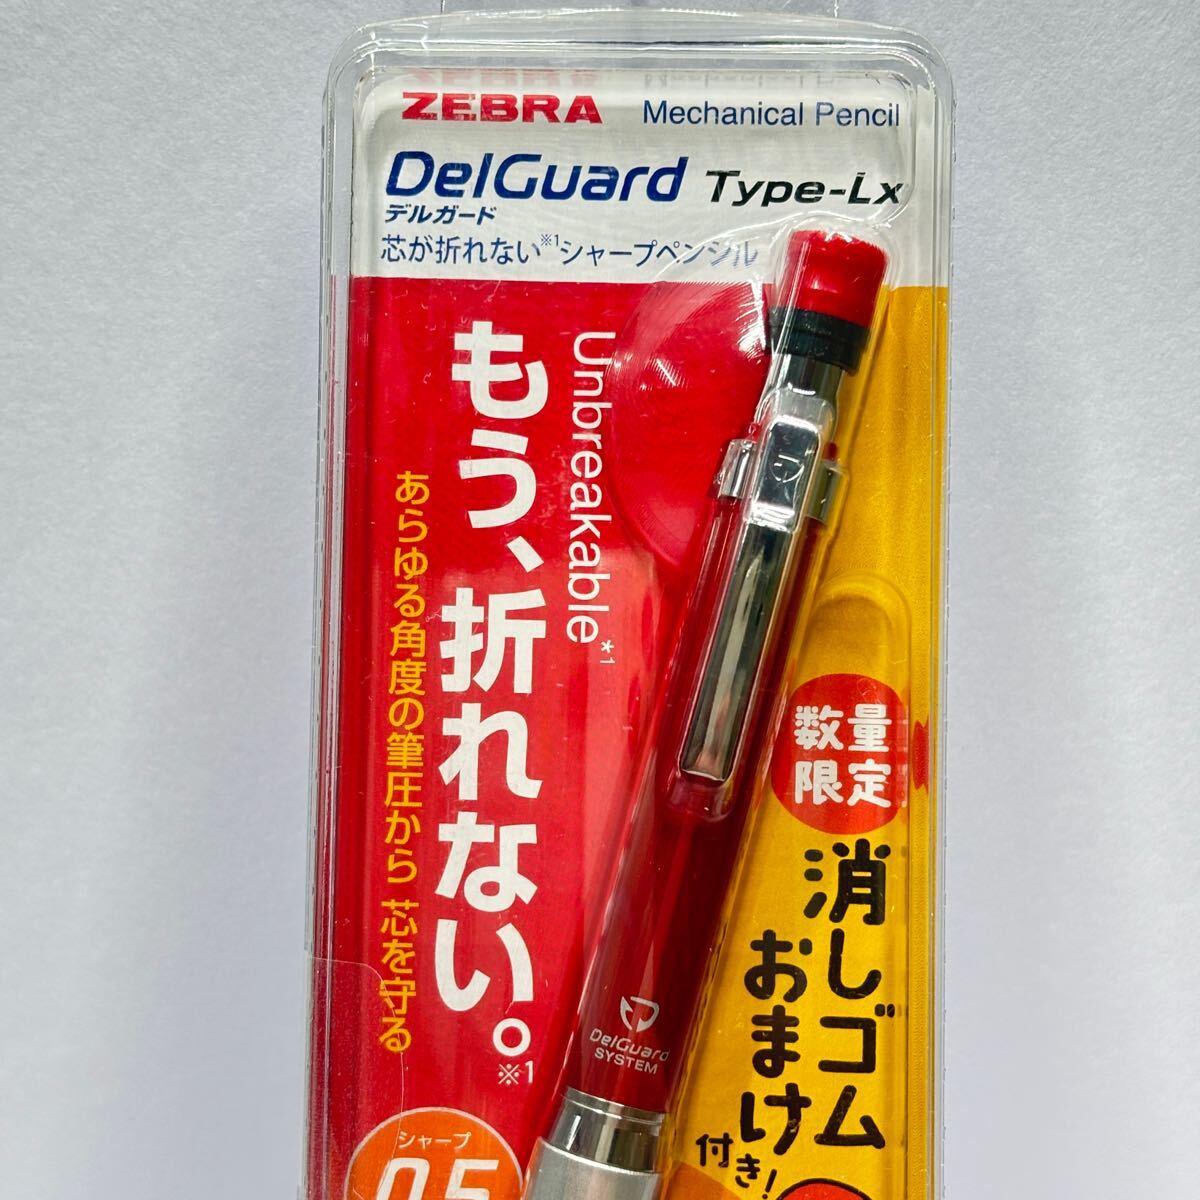 ZEBRA
Mechanical Pencil
DelGuard Type-Lx
デルガード
芯が折れない※1シャープペンシル
Unbreakable*1
もう、折れない。※1
あらゆる角度の筆圧から 芯を守る
数量
限定
消しゴム
おまけ
付き!
DelGuard
SYSTEM
シャープ
0.5